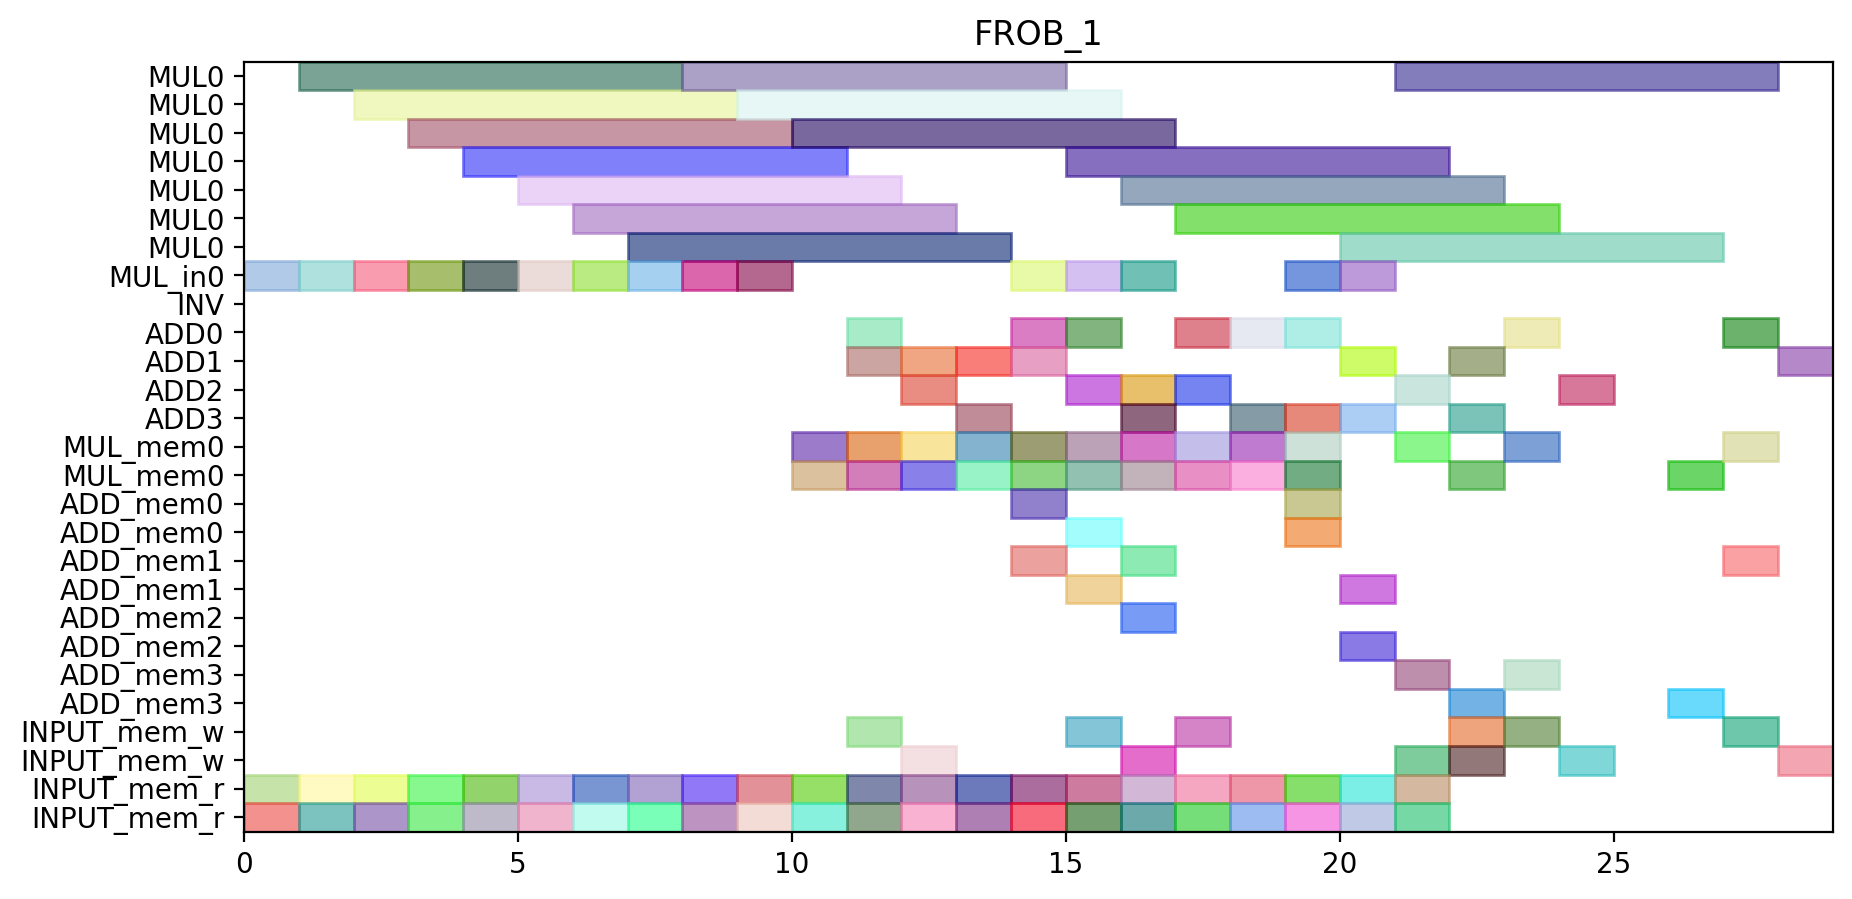 FROB_1
MUL0
MUL0
MUL0
MUL0
MUL0
MUL0
MUL0
MUL_in0
INV
ADD0
ADD1
ADD2
ADD3
MUL_mem0
MUL_mem0
ADD_mem0
ADD_mem0
ADD_mem1
ADD_mem1
ADD_mem2
ADD_mem2
ADD_mem3
ADD_mem3
INPUT_mem_w
INPUT_mem_w
INPUT_mem_r
INPUT_mem_r
0 5 10 15 20 25